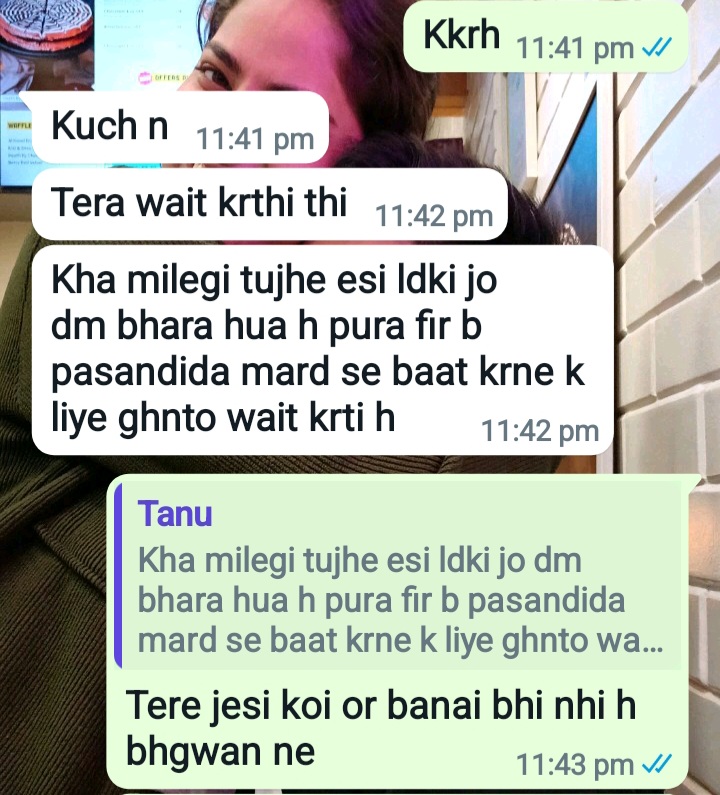 OFFERS
WAFFLE
Kkrh 11:41 pm
Kuch n 11:41 pm
Tera wait krthi thi 11:42 pm
Kha milegi tujhe esi ldki jo
dm bhara hua h pura fir b
pasandida mard se baat krne k
liye ghnto wait krti h 11:42 pm
Tanu
Kha milegi tujhe esi ldki jo dm
bhara hua h pura fir b pasandida
mard se baat krne k liye ghnto wa...
Tere jesi koi or banai bhi nhi h
bhgwan ne 11:43 pm